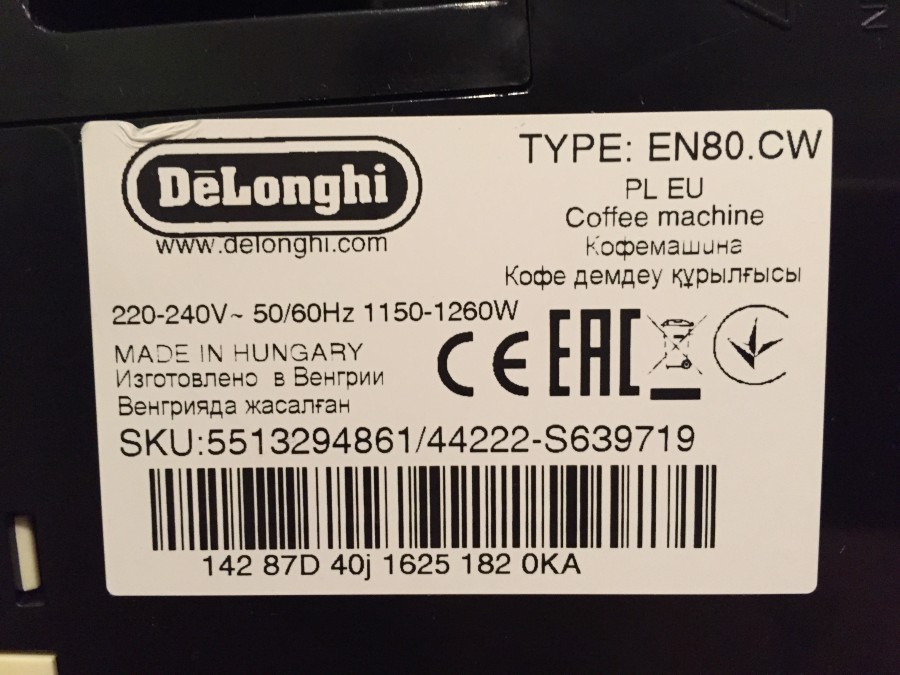 DēLonghi
www.delonghi.com
TYPE: EN80.CW
PL EU
Coffee machine
Кофемашина
Кофе демдеу құрылғысы
220-240V~ 50/60Hz 1150-1260W
MADE IN HUNGARY
Изготовлено в Венгрии
Венгрияда жасалған
CE EAC
SKU:5513294861/44222-S639719
142 87D 40j 1625 182 0KA